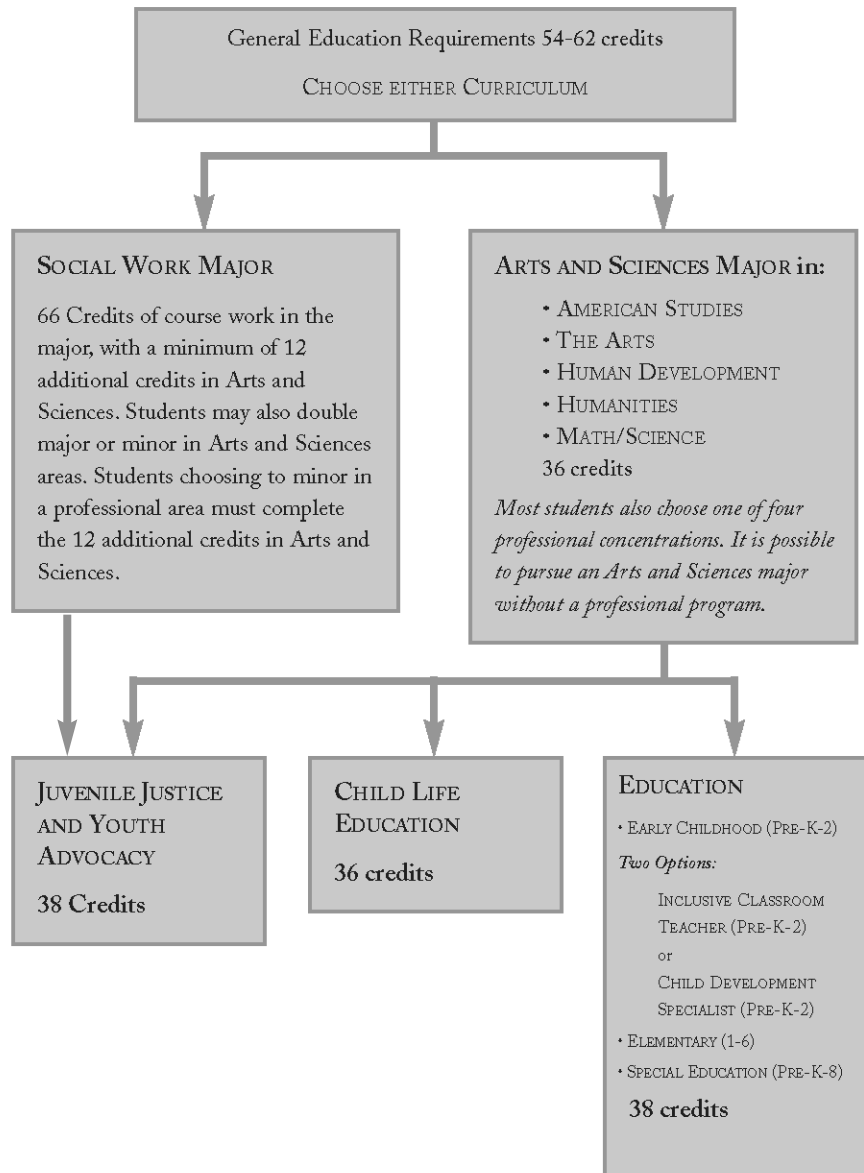 General Education Requirements 54-62 credits
CHOOSE EITHER CURRICULUM
SOCIAL WORK MAJOR
66 Credits of course work in the
major, with a minimum of 12
additional credits in Arts and
Sciences. Students may also double
major or minor in Arts and Sciences
areas. Students choosing to minor in
a professional area must complete
the 12 additional credits in Arts and
Sciences.
ARTS AND SCIENCES MAJOR in:
• AMERICAN STUDIES
• THE ARTS
• HUMAN DEVELOPMENT
• HUMANITIES
• MATH/SCIENCE
36 credits
Most students also choose one of four
professional concentrations. It is possible
to pursue an Arts and Sciences major
without a professional program.
JUVENILE JUSTICE
AND YOUTH
ADVOCACY
38 Credits
CHILD LIFE
EDUCATION
36 credits
EDUCATION
• EARLY CHILDHOOD (PRE-K-2)
Two Options:
INCLUSIVE CLASSROOM
TEACHER (PRE-K-2)
or
CHILD DEVELOPMENT
SPECIALIST (PRE-K-2)
• ELEMENTARY (1-6)
• SPECIAL EDUCATION (PRE-K-8)
38 credits